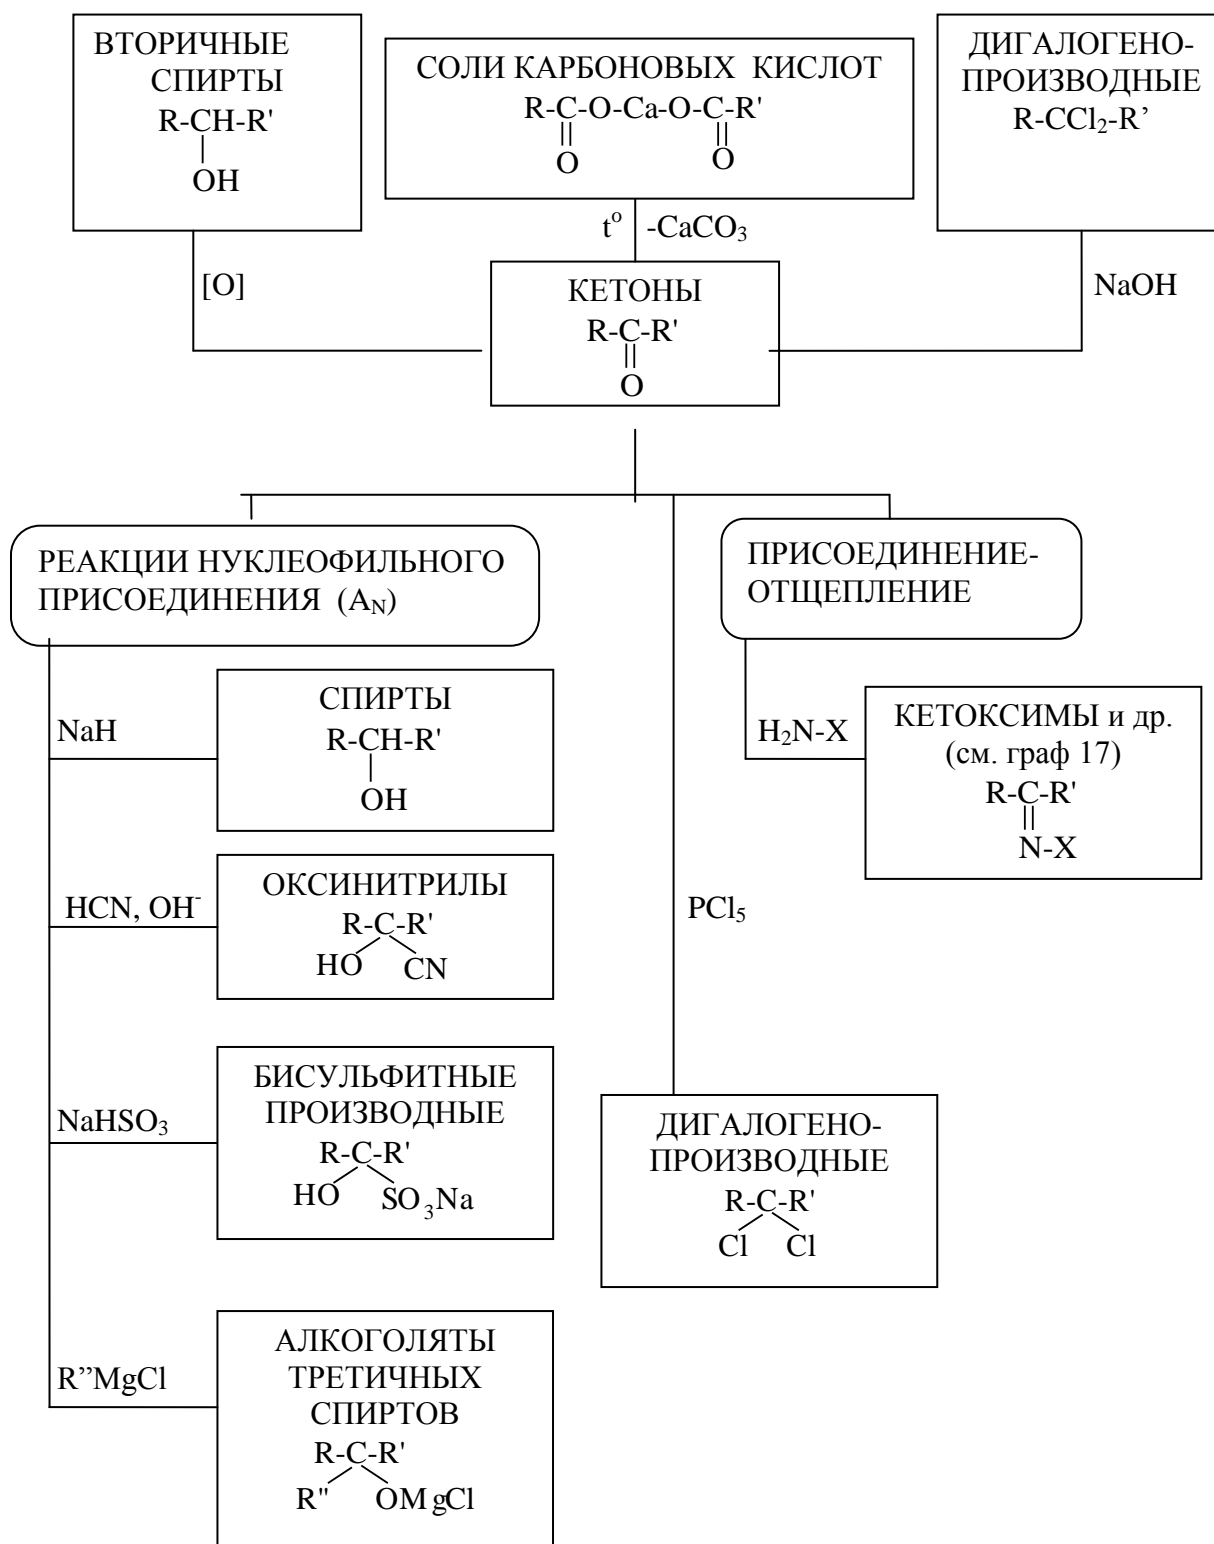 ВТОРИЧНЫЕ
СПИРТЫ
R-CH-R'
OH
СОЛИ КАРБОНОВЫХ КИСЛОТ
R-C-O-Ca-O-C-R'
O O
ДИГАЛОГЕНО-
ПРОИЗВОДНЫЕ
R-CCl₂-R’
[O]
tº -CaCO₃
NaOH
КЕТОНЫ
R-C-R'
O
РЕАКЦИИ НУКЛЕОФИЛЬНОГО
ПРИСОЕДИНЕНИЯ (Aₙ)
ПРИСОЕДИНЕНИЕ-
ОТЩЕПЛЕНИЕ
NaH
СПИРТЫ
R-CH-R'
OH
H₂N-X
КЕТОКСИМЫ и др.
(см. граф 17)
R-C-R'
N-X
HCN, OH⁻
ОКСИНИТРИЛЫ
R-C-R'
HO CN
PCl₅
NaHSO₃
БИСУЛЬФИТНЫЕ
ПРОИЗВОДНЫЕ
R-C-R'
HO SO₃Na
ДИГАЛОГЕНО-
ПРОИЗВОДНЫЕ
R-C-R'
Cl Cl
R”MgCl
АЛКОГОЛЯТЫ
ТРЕТИЧНЫХ
СПИРТОВ
R-C-R'
R" OMgCl